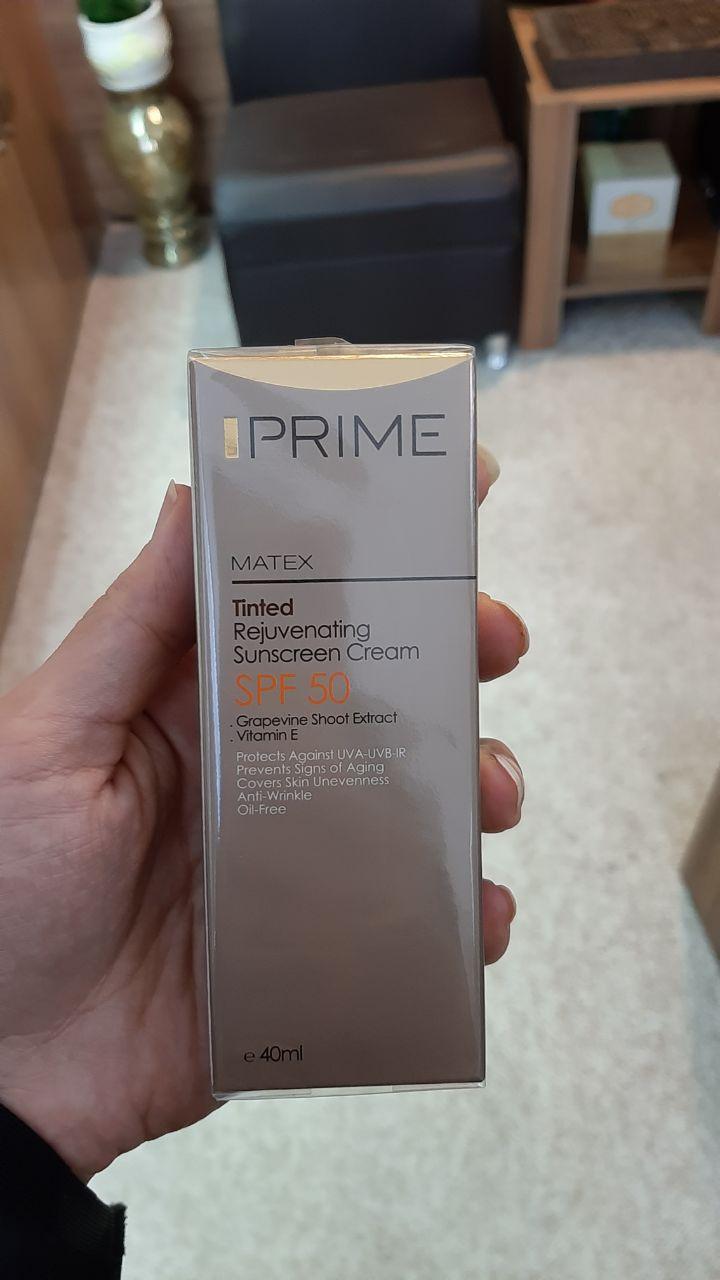 PRIME
MATEX
Tinted
Rejuvenating
Sunscreen Cream
SPF 50
. Grapevine Shoot Extract
. Vitamin E
Protects Against UVA-UVB-IR
Prevents Signs of Aging
Covers Skin Unevenness
Anti-Wrinkle
Oil-Free
e 40ml